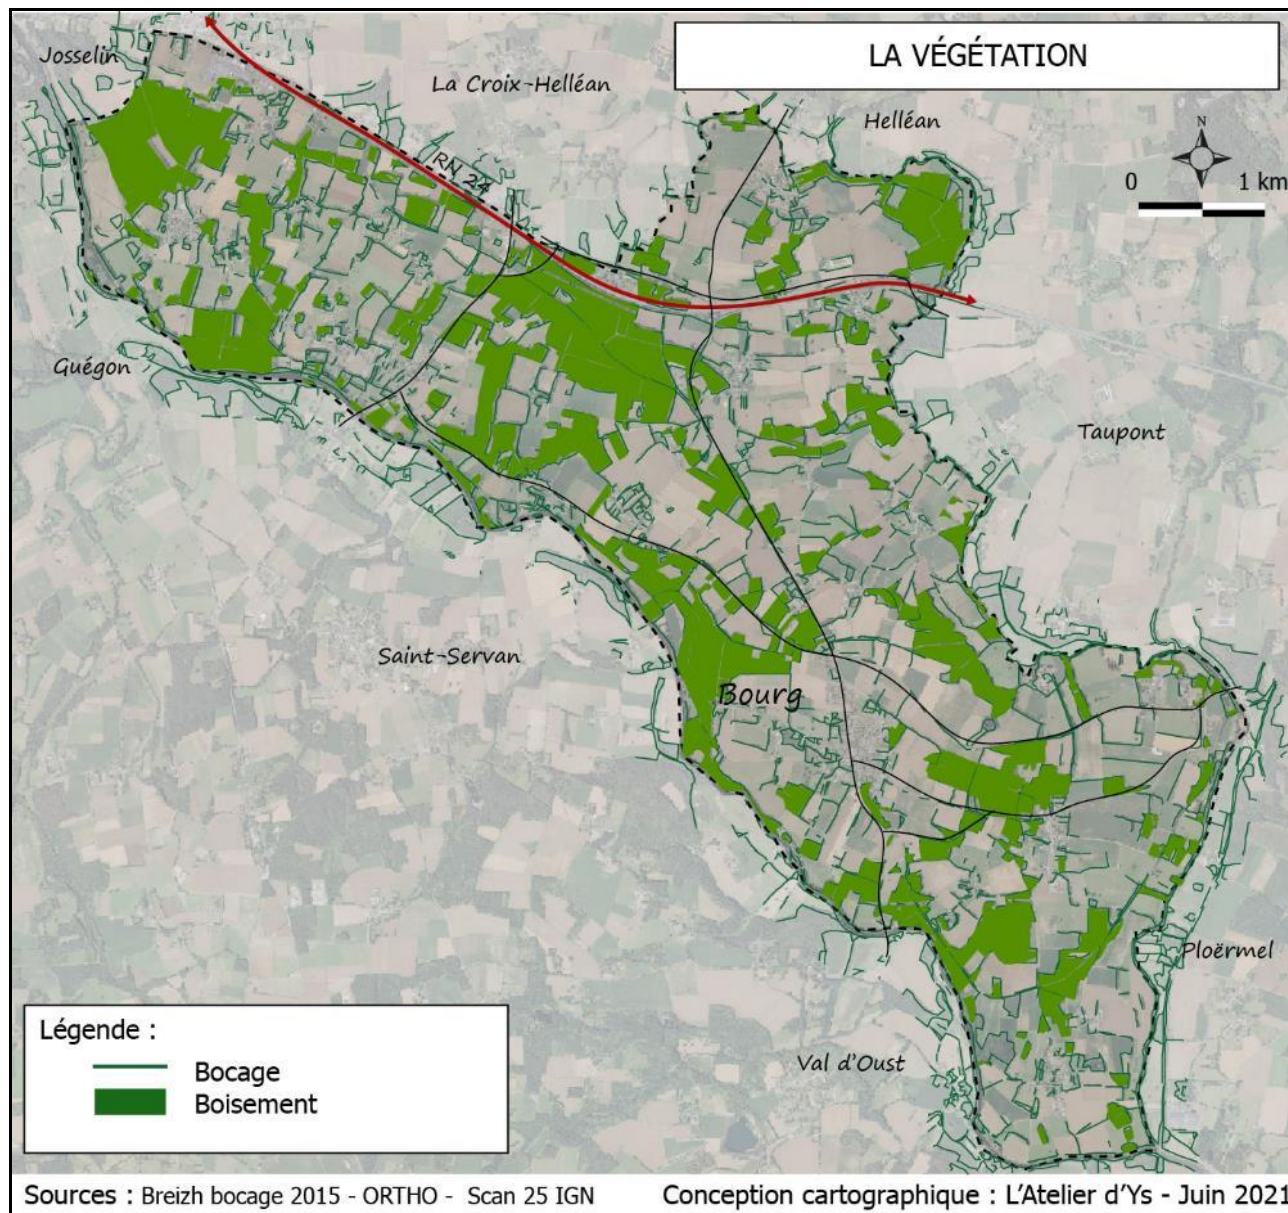 LA VÉGÉTATION
Josselin
La Croix-Helléan
Helléan
N
0 1 km
RN 24
Guégon
Taupont
Saint-Servan
Bourg
Ploërmel
Val d'Oust
Légende :
Bocage
Boisement
Sources : Breizh bocage 2015 - ORTHO - Scan 25 IGN Conception cartographique : L'Atelier d'Ys - Juin 2021